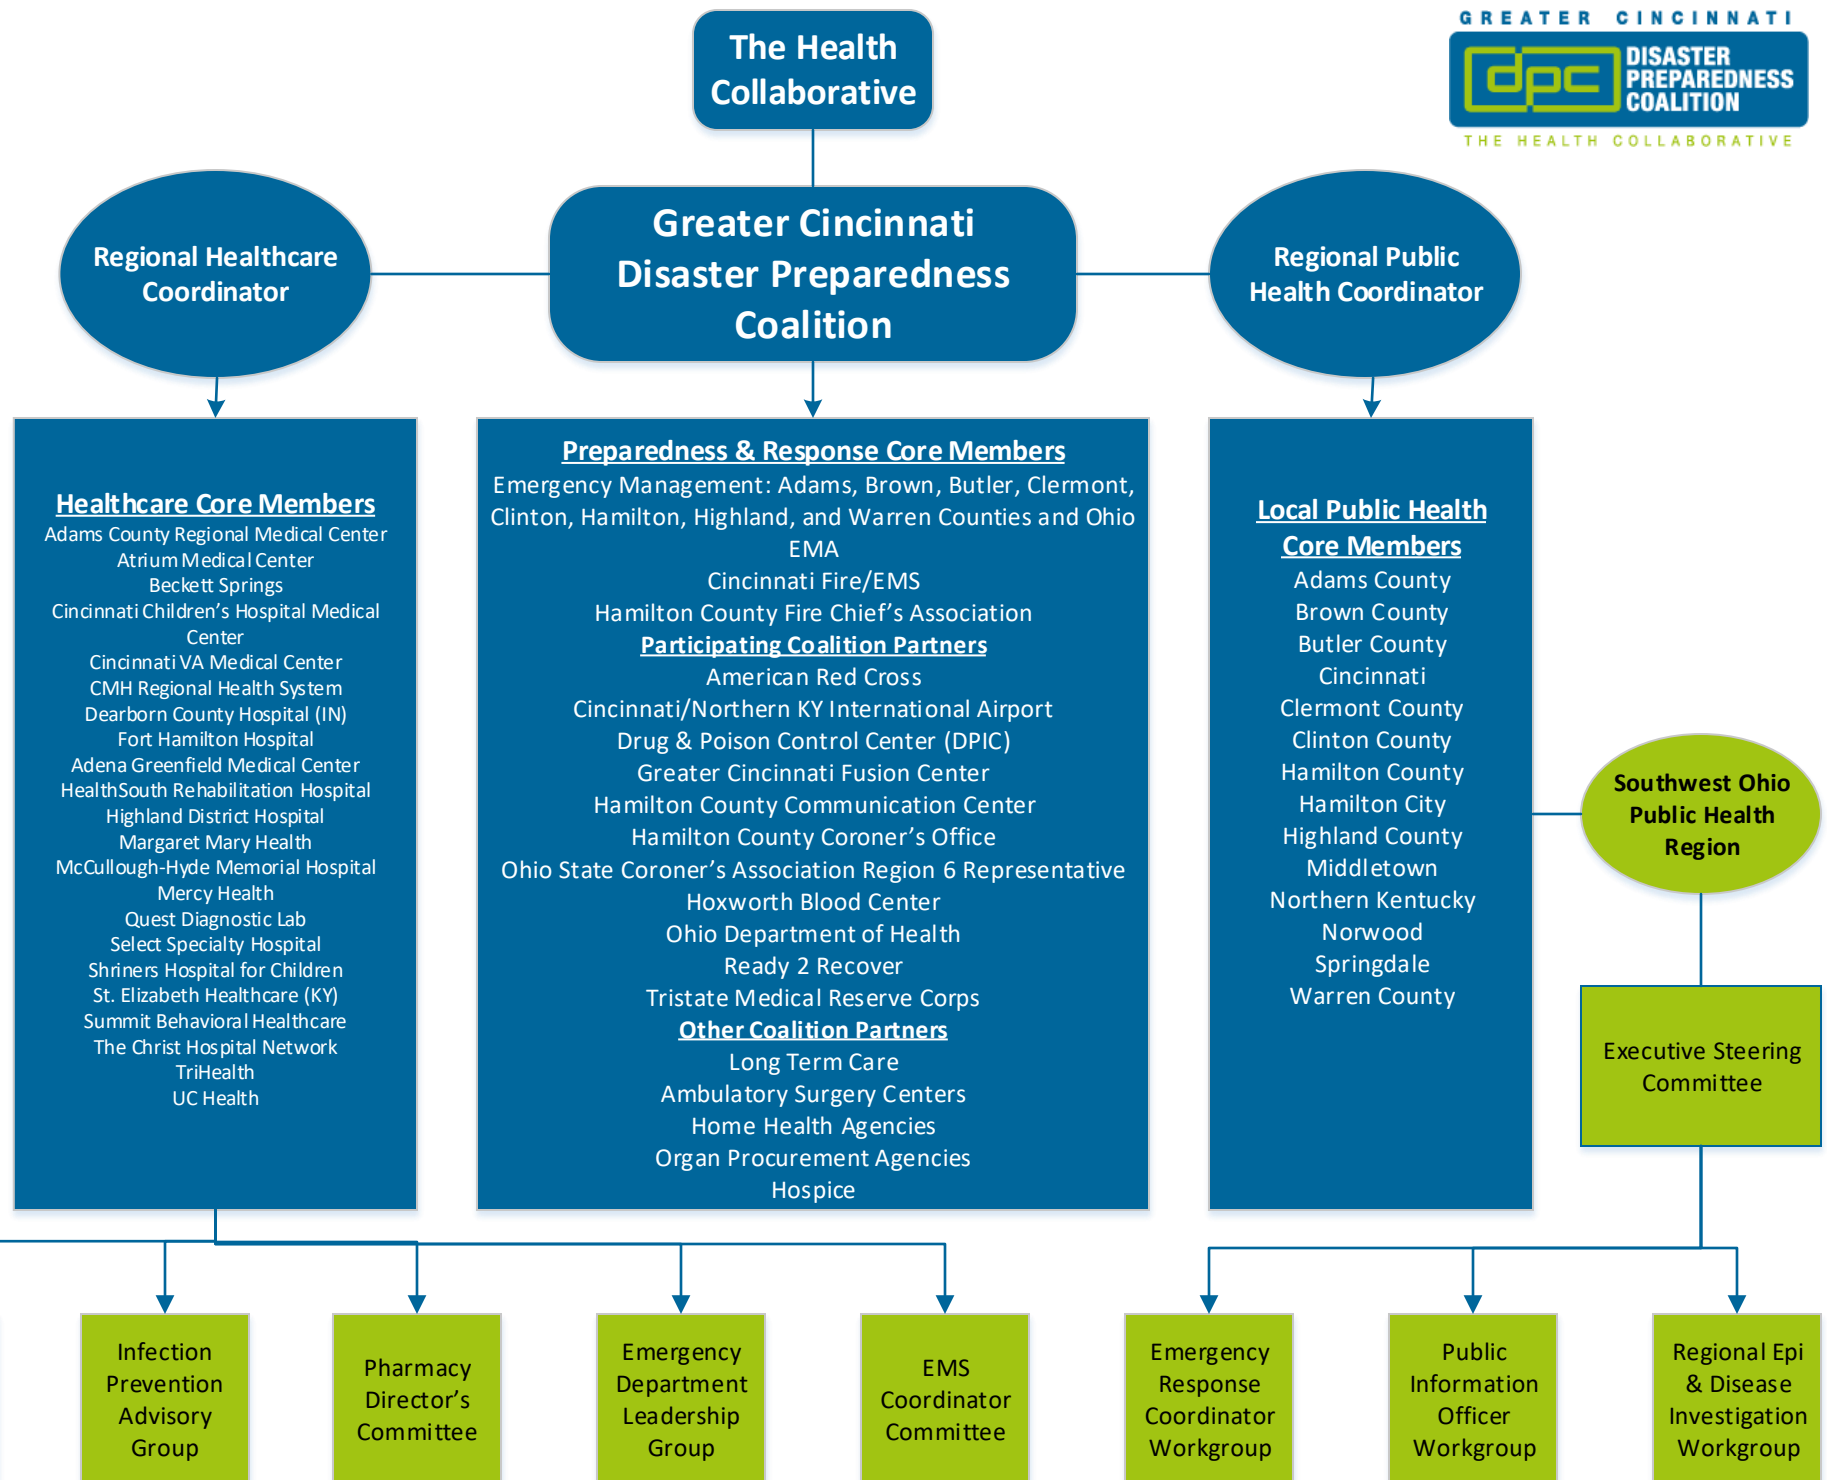 GREATER CINCINNATI
dpc
DISASTER
PREPAREDNESS
COALITION
THE HEALTH COLLABORATIVE
The Health
Collaborative
Regional Healthcare
Coordinator
Greater Cincinnati
Disaster Preparedness
Coalition
Regional Public
Health Coordinator
Healthcare Core Members
Adams County Regional Medical Center
Atrium Medical Center
Beckett Springs
Cincinnati Children’s Hospital Medical
Center
Cincinnati VA Medical Center
CMH Regional Health System
Dearborn County Hospital (IN)
Fort Hamilton Hospital
Adena Greenfield Medical Center
HealthSouth Rehabilitation Hospital
Highland District Hospital
Margaret Mary Health
McCullough-Hyde Memorial Hospital
Mercy Health
Quest Diagnostic Lab
Select Specialty Hospital
Shriners Hospital for Children
St. Elizabeth Healthcare (KY)
Summit Behavioral Healthcare
The Christ Hospital Network
TriHealth
UC Health
Preparedness & Response Core Members
Emergency Management: Adams, Brown, Butler, Clermont,
Clinton, Hamilton, Highland, and Warren Counties and Ohio
EMA
Cincinnati Fire/EMS
Hamilton County Fire Chief’s Association
Participating Coalition Partners
American Red Cross
Cincinnati/Northern KY International Airport
Drug & Poison Control Center (DPIC)
Greater Cincinnati Fusion Center
Hamilton County Communication Center
Hamilton County Coroner’s Office
Ohio State Coroner’s Association Region 6 Representative
Hoxworth Blood Center
Ohio Department of Health
Ready 2 Recover
Tristate Medical Reserve Corps
Other Coalition Partners
Long Term Care
Ambulatory Surgery Centers
Home Health Agencies
Organ Procurement Agencies
Hospice
Local Public Health
Core Members
Adams County
Brown County
Butler County
Cincinnati
Clermont County
Clinton County
Hamilton County
Hamilton City
Highland County
Middletown
Northern Kentucky
Norwood
Springdale
Warren County
Southwest Ohio
Public Health
Region
Executive Steering
Committee
Infection
Prevention
Advisory
Group
Pharmacy
Director’s
Committee
Emergency
Department
Leadership
Group
EMS
Coordinator
Committee
Emergency
Response
Coordinator
Workgroup
Public
Information
Officer
Workgroup
Regional Epi
& Disease
Investigation
Workgroup